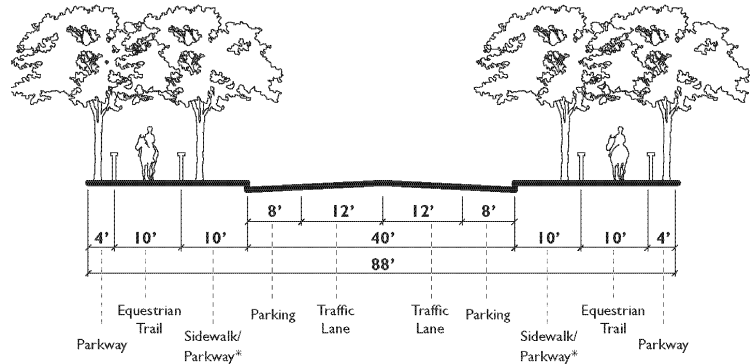 8’ 12’ 12’ 8’
4’ 10’ 10’ 40’ 10’ 10’ 4’
88’
Parkway
Equestrian
Trail
Sidewalk/
Parkway*
Parking
Traffic
Lane
Traffic
Lane
Parking
Sidewalk/
Parkway*
Equestrian
Trail
Parkway